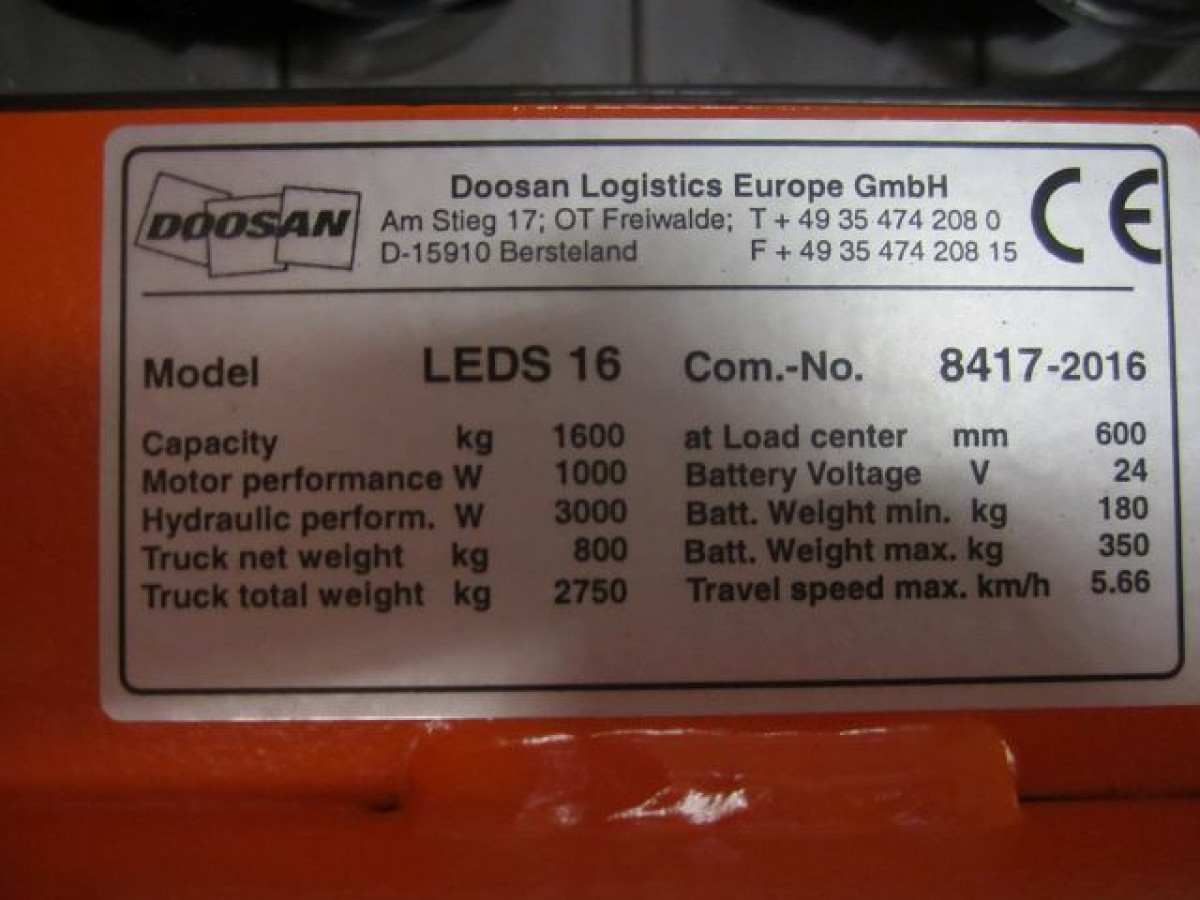 DOOSAN
Doosan Logistics Europe GmbH
Am Stieg 17; OT Freiwalde; T + 49 35 474 208 0
D-15910 Bersteland F + 49 35 474 208 15
CE
Model LEDS 16 Com.-No. 8417-2016
Capacity kg 1600 at Load center mm 600
Motor performance W 1000 Battery Voltage V 24
Hydraulic perform. W 3000 Batt. Weight min. kg 180
Truck net weight kg 800 Batt. Weight max. kg 350
Truck total weight kg 2750 Travel speed max. km/h 5.66